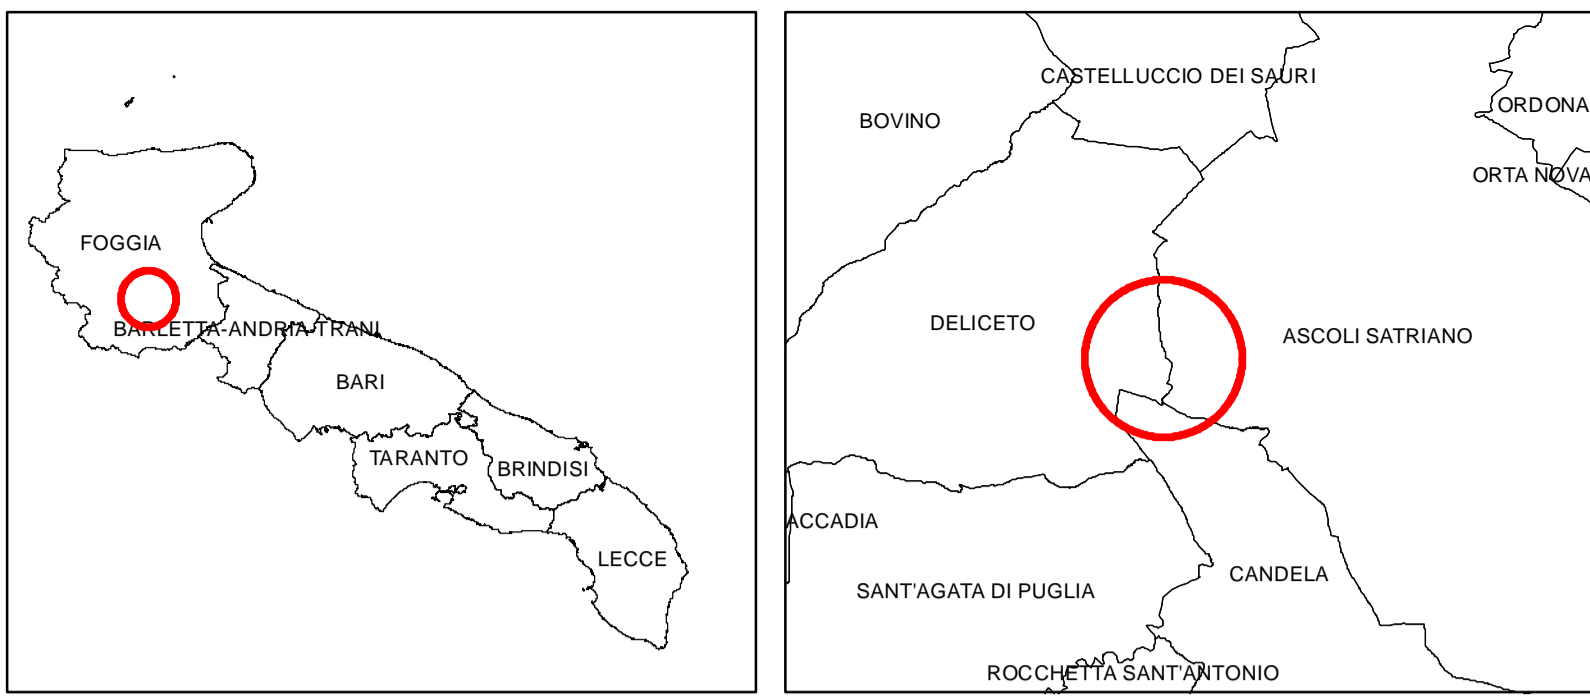 FOGGIA
BARLETTA-ANDRIA-TRANI
BARI
TARANTO
BRINDISI
LECCE
CASTELLUCCIO DEI SAURI
BOVINO
ORDONA
ORTA NOVA
DELICETO
ASCOLI SATRIANO
ACCADIA
CANDELA
SANT'AGATA DI PUGLIA
ROCCHETTA SANT'ANTONIO